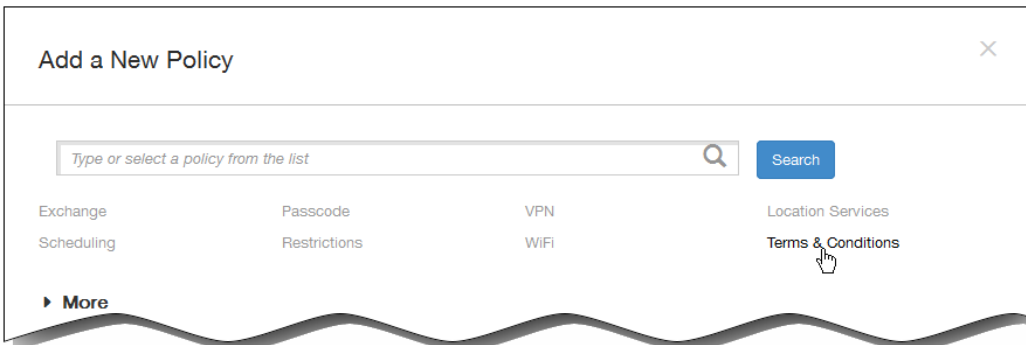 Add a New Policy
Type or select a policy from the list
Search
Exchange Passcode VPN Location Services
Scheduling Restrictions WiFi Terms & Conditions
More